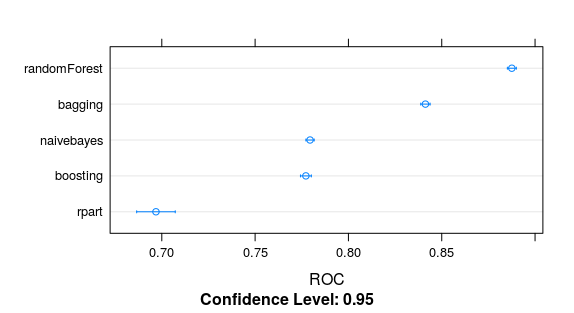 randomForest
bagging
naivebayes
boosting
rpart
0.70 0.75 0.80 0.85
ROC
Confidence Level: 0.95